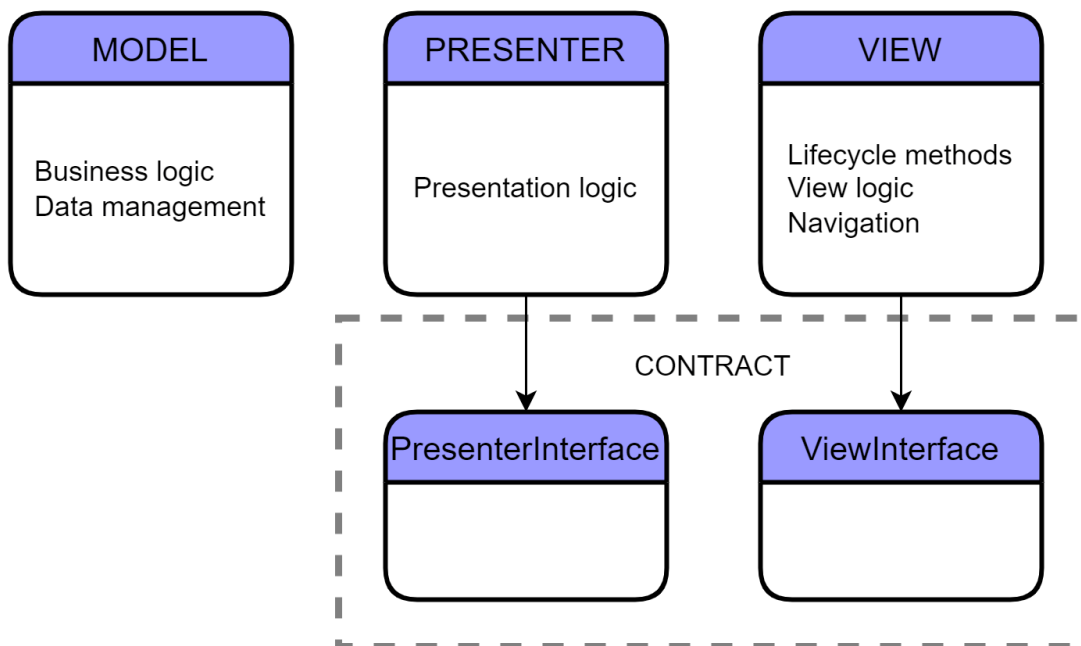 MODEL
Business logic
Data management
PRESENTER
Presentation logic
VIEW
Lifecycle methods
View logic
Navigation
CONTRACT
PresenterInterface
ViewInterface